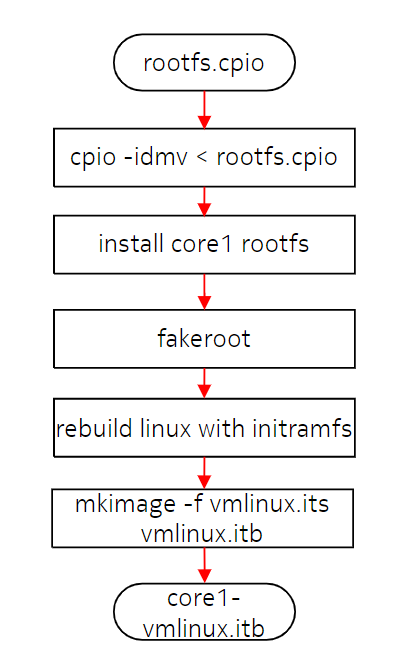 rootfs.cpio
cpio -idmv < rootfs.cpio
install core1 rootfs
fakeroot
rebuild linux with initramfs
mkimage -f vmlinux.its
vmlinux.itb
core1-
vmlinux.itb